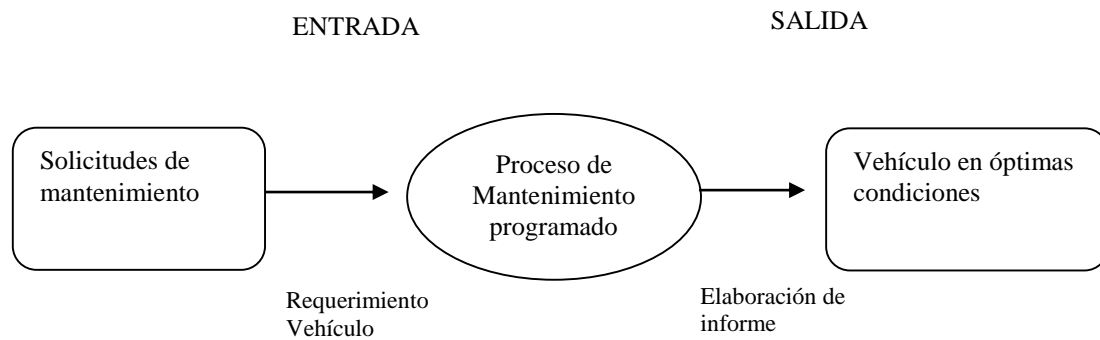 ENTRADA
SALIDA
Solicitudes de
mantenimiento
Proceso de
Mantenimiento
programado
Vehículo en óptimas
condiciones
Requerimiento
Vehículo
Elaboración de
informe